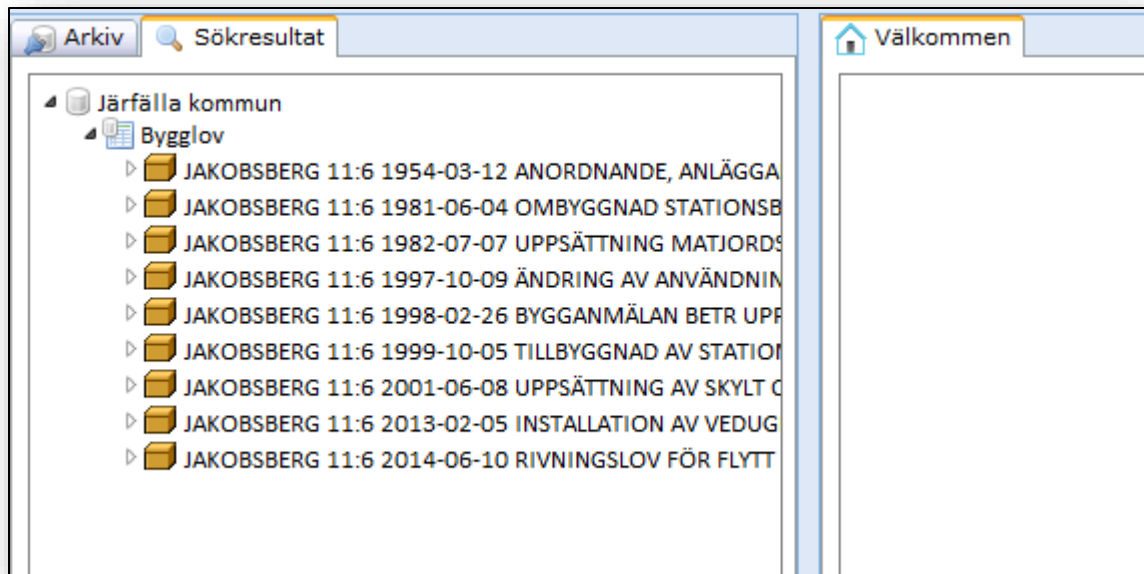 Arkiv Sökresultat Välkommen
Järfälla kommun
Bygglov
JAKOBSBERG 11:6 1954-03-12 ANORDNANDE, ANLÄGGA
JAKOBSBERG 11:6 1981-06-04 OMBYGGNAD STATIONSB
JAKOBSBERG 11:6 1982-07-07 UPPSÄTTNING MATJORDS
JAKOBSBERG 11:6 1997-10-09 ÄNDRING AV ANVÄNDNIN
JAKOBSBERG 11:6 1998-02-26 BYGGANMÄLAN BETR UPP
JAKOBSBERG 11:6 1999-10-05 TILLBYGGNAD AV STATION
JAKOBSBERG 11:6 2001-06-08 UPPSÄTTNING AV SKYLT
JAKOBSBERG 11:6 2013-02-05 INSTALLATION AV VEDUG
JAKOBSBERG 11:6 2014-06-10 RIVNINGSLOV FÖR FLYTT